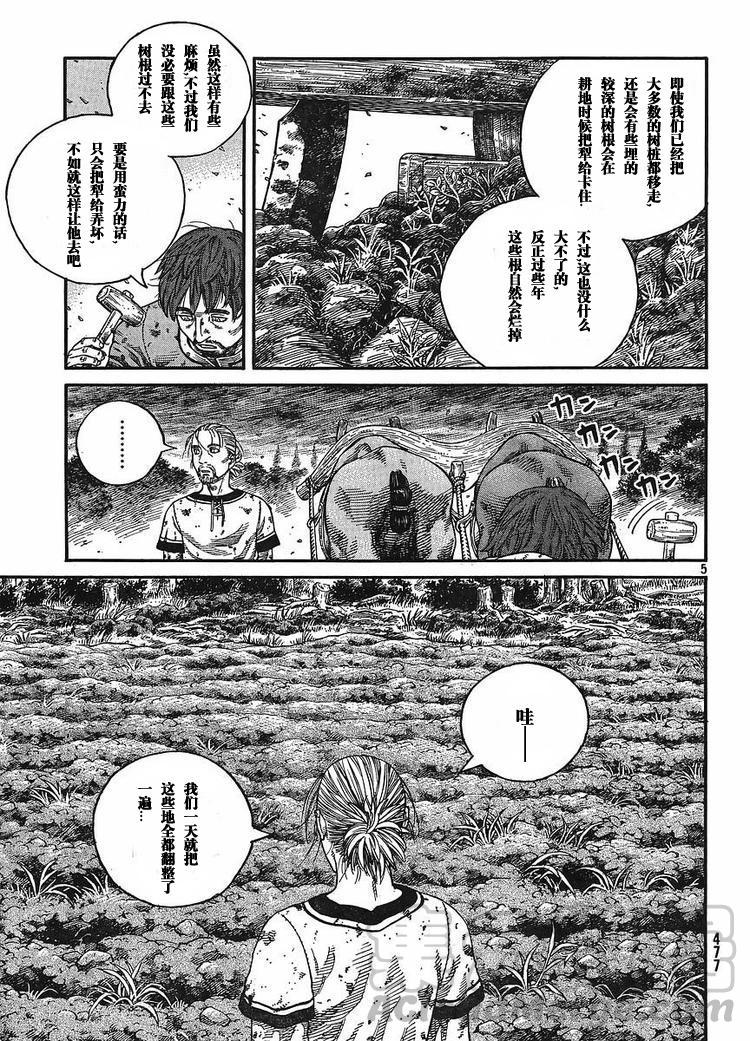 即使我们已经把
大多数的树桩都移走，
还是会有些埋的
较深的树根会在
耕地时候把犁给卡住.
不过,这也没什么
大不了的,
反正过些年
这些根自然会烂掉
虽然这样有些
麻烦,不过我们
没必要跟这些
树根过不去
要是用蛮力的话,
只会把犁给弄坏,
不如就这样让
他去吧
カン
カン
カン
………
5
哇——
我们一天就把
这些地全都翻整了
一遍…
477